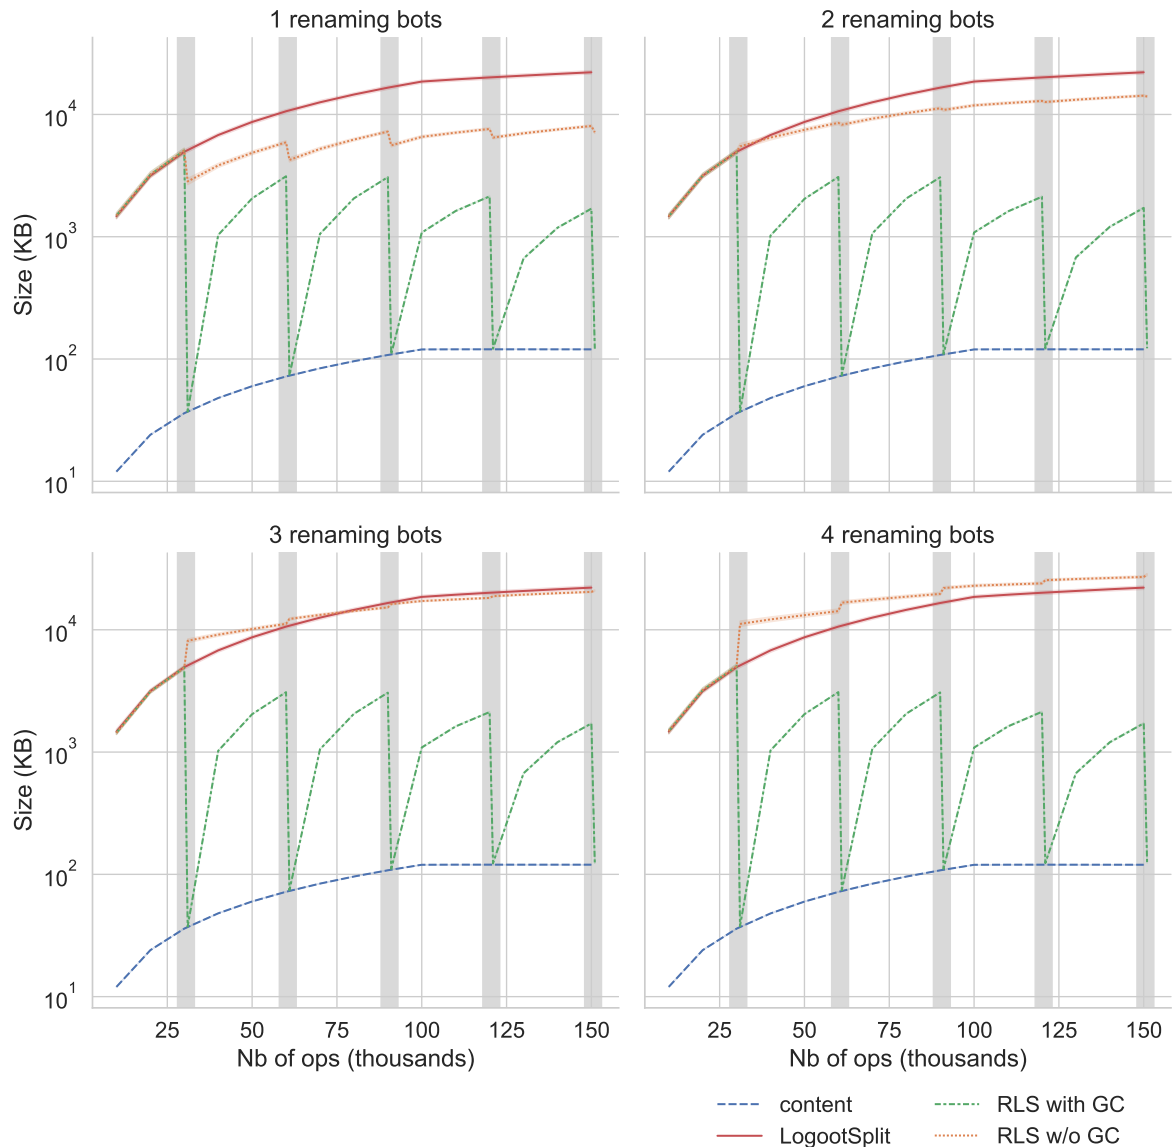 1 renaming bots
2 renaming bots
Size (KB)
10^4
10^3
10^2
10^1
3 renaming bots
4 renaming bots
Size (KB)
10^4
10^3
10^2
10^1
25 50 75 100 125 150
25 50 75 100 125 150
Nb of ops (thousands)
Nb of ops (thousands)
content
RLS with GC
LogootSplit
RLS w/o GC